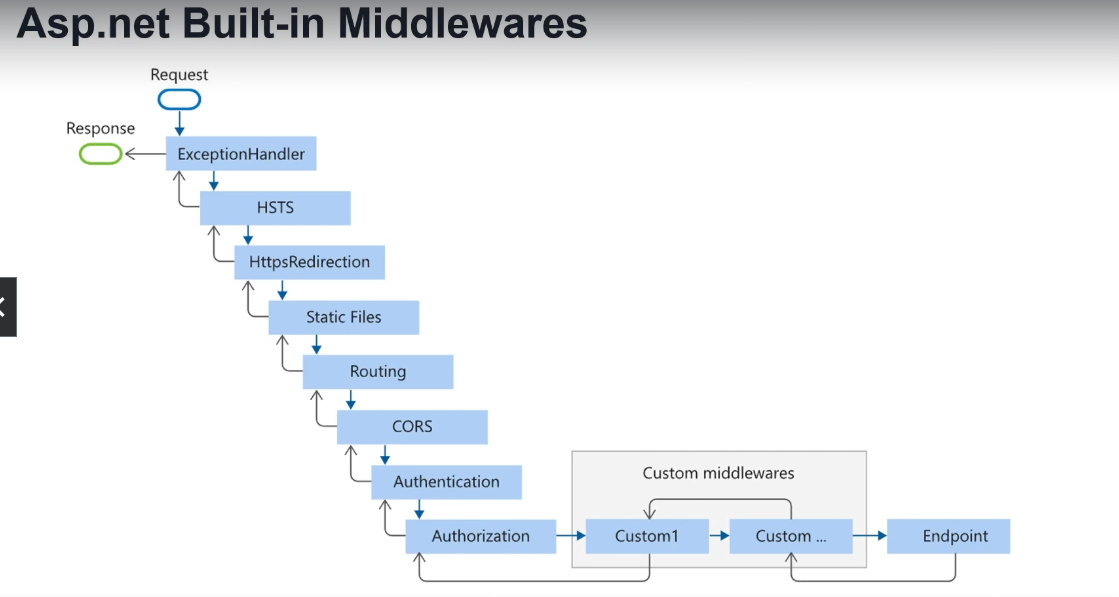 Asp.net Built-in Middlewares
Request
Response
ExceptionHandler
HSTS
HttpsRedirection
Static Files
Routing
CORS
Authentication
Custom middlewares
Authorization
Custom1
Custom ...
Endpoint